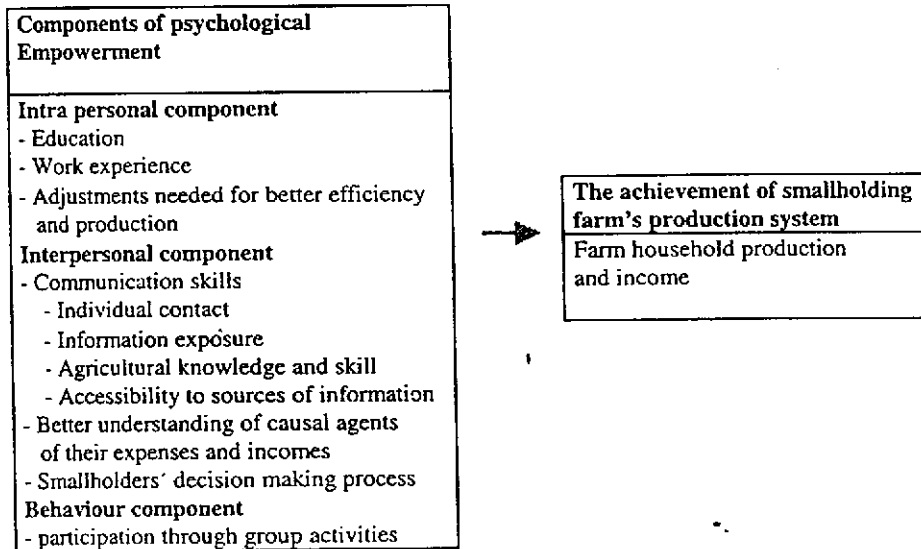 Components of psychological
Empowerment
Intra personal component
- Education
- Work experience
- Adjustments needed for better efficiency
and production
Interpersonal component
- Communication skills
- Individual contact
- Information exposure
- Agricultural knowledge and skill
- Accessibility to sources of information
- Better understanding of causal agents
of their expenses and incomes
- Smallholders´ decision making process
Behaviour component
- participation through group activities
The achievement of smallholding
farm's production system
Farm household production
and income